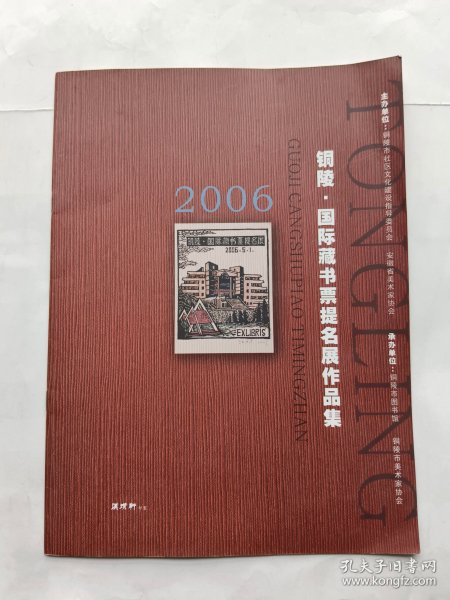 主办单位：铜陵市社区文化建设指导委员会 安徽省美术家协会
承办单位：铜陵市图书馆 铜陵市美术家协会
TONGLING
铜陵·国际藏书票提名展作品集
GUOJI CANGSHUPIAO TIMINGZHAN
2006
铜陵·国际藏书票提名展
2006-5-1.
EXLIBRIS
孔夫子旧书网
www.kongfz.com